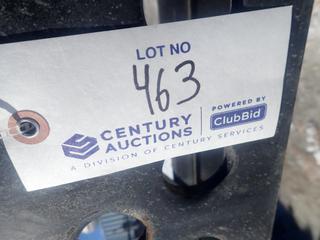 LOT NO
463
CENTURY
AUCTIONS
A DIVISION OF CENTURY SERVICES
POWERED BY
ClubBid